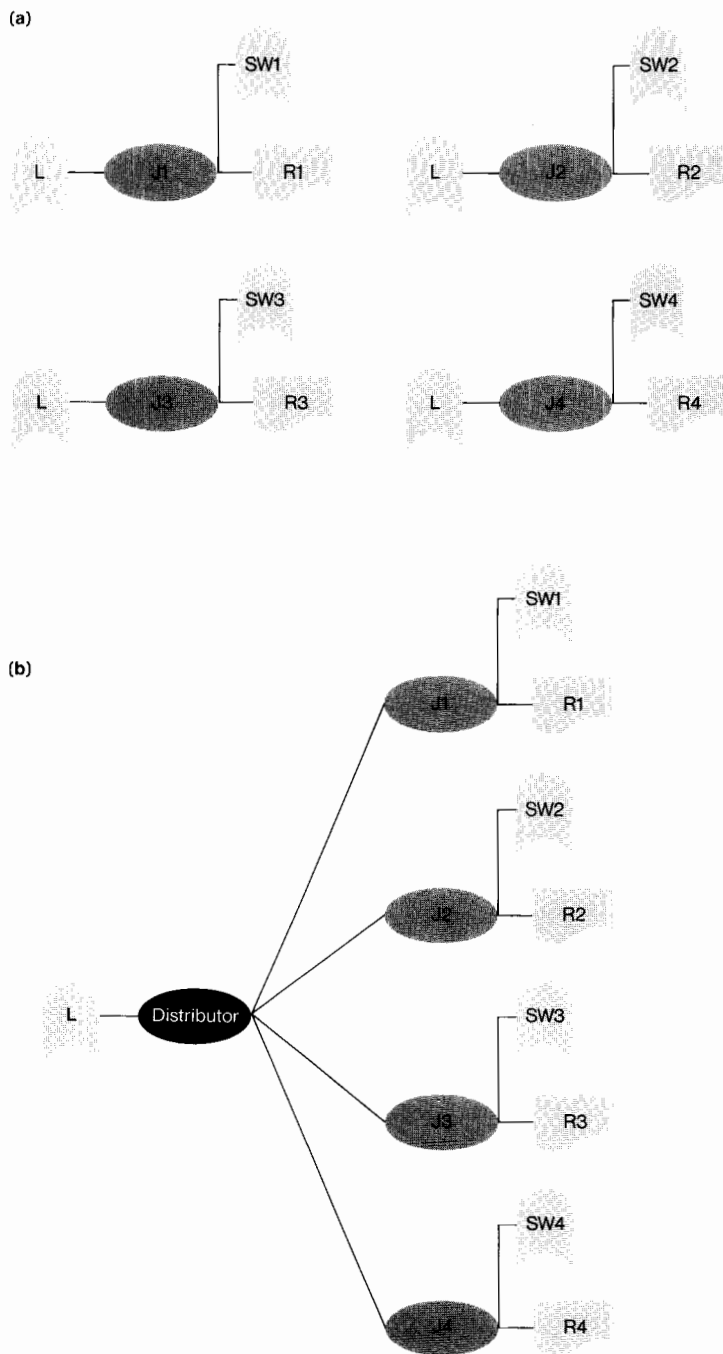 (a)
SW1
SW2
L J1 R1
L J2 R2
SW3
SW4
L J3 R3
L J4 R4
(b)
SW1
J1 R1
SW2
J2 R2
L Distributor
SW3
J3 R3
SW4
J4 R4